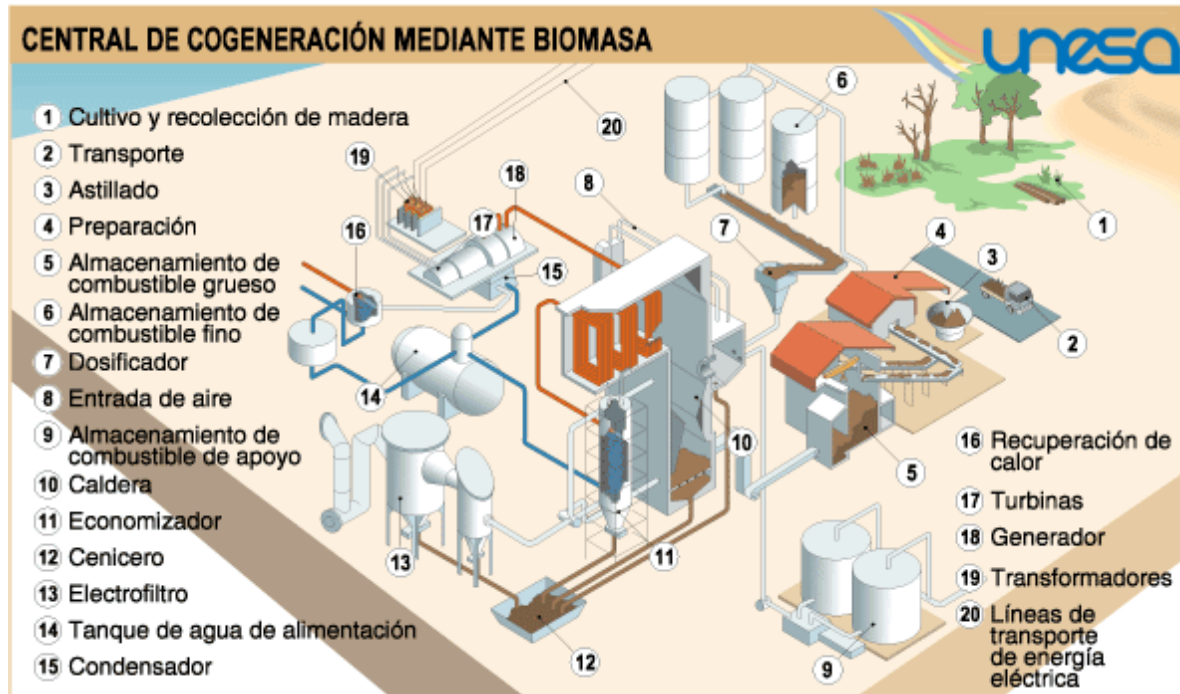 CENTRAL DE COGENERACIÓN MEDIANTE BIOMASA
unesa
1 Cultivo y recolección de madera
2 Transporte
3 Astillado
4 Preparación
5 Almacenamiento de
combustible grueso
6 Almacenamiento de
combustible fino
7 Dosificador
8 Entrada de aire
9 Almacenamiento de
combustible de apoyo
10 Caldera
11 Economizador
12 Cenicero
13 Electrofiltro
14 Tanque de agua de alimentación
15 Condensador
16 Recuperación de
calor
17 Turbinas
18 Generador
19 Transformadores
20 Líneas de
transporte
de energía
eléctrica
20
6
19
18
8
17
16
15
7
4
3
1
2
14
10
5
13
11
12
9